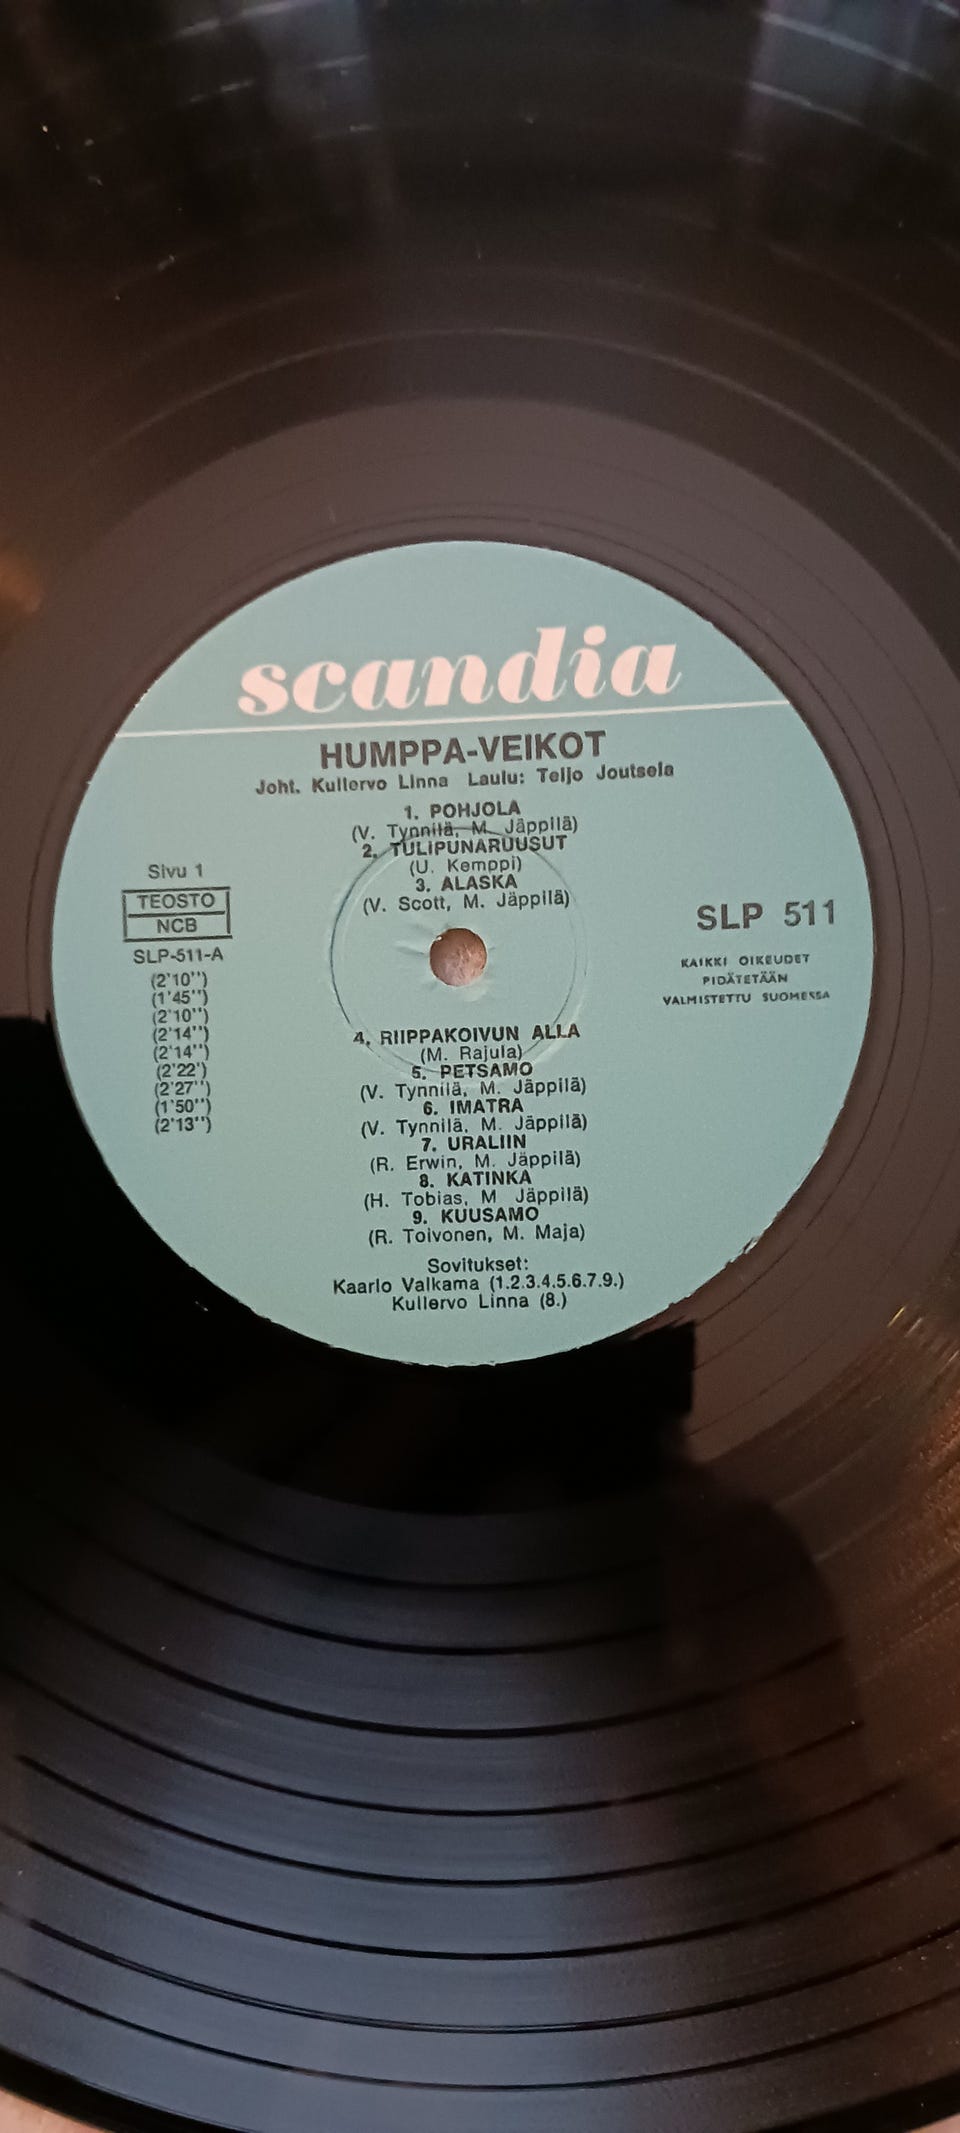 scandia
HUMPPA-VEIKOT
Joht. Kullervo Linna Laulu: Teijo Joutsela
1. POHJOLA
(V. Tynnilä, M. Jäppilä)
2. TULIPUNARUUSUT
(U. Kemppi)
3. ALASKA
(V. Scott, M. Jäppilä)
Sivu 1
TEOSTO
NCB
SLP-511-A
(2'10'')
(1'45'')
(2'10'')
(2'14'')
(2'14'')
(2'22')
(2'27'')
(1'50'')
(2'13'')
SLP 511
KAIKKI OIKEUDET
PIDÄTETÄÄN
VALMISTETTU SUOMESSA
4. RIIPPAKOIVUN ALLA
(M. Rajula)
5. PETSAMO
(V. Tynnilä, M. Jäppilä)
6. IMATRA
(V. Tynnilä, M. Jäppilä)
7. URALIIN
(R. Erwin, M. Jäppilä)
8. KATINKA
(H. Tobias, M Jäppilä)
9. KUUSAMO
(R. Toivonen, M. Maja)
Sovitukset:
Kaarlo Valkama (1.2.3.4.5.6.7.9.)
Kullervo Linna (8.)